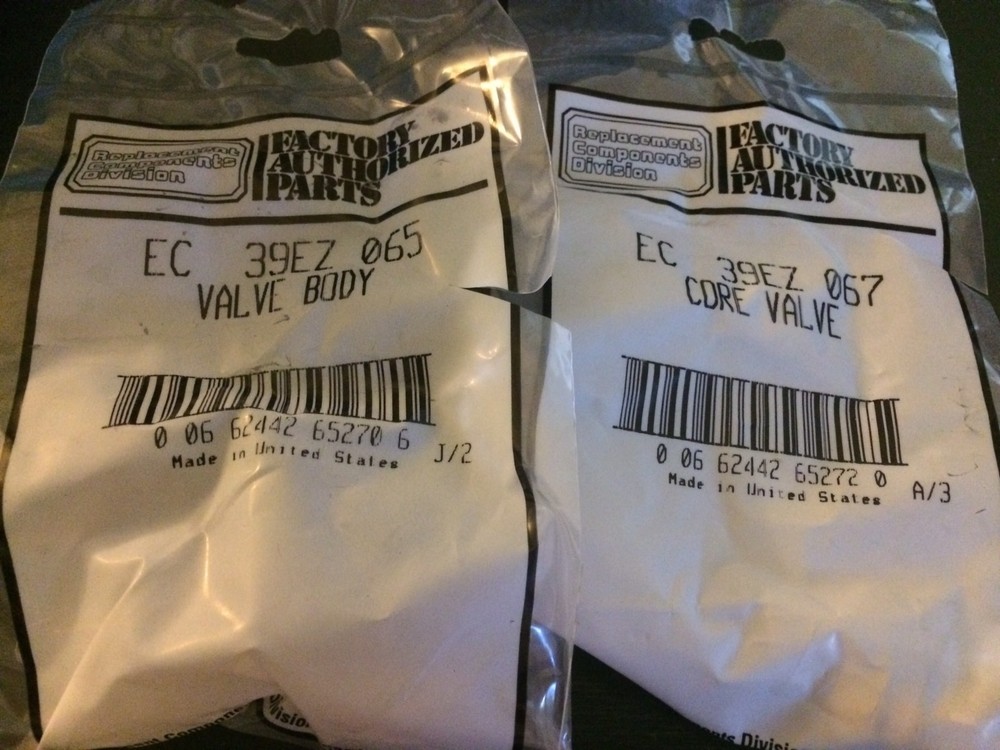 Replacement
Components
Division
FACTORY
AUTHORIZED
PARTS
EC 39EZ 065
VALVE BODY
0 06 62442 65270 6
Made in United States J/2
Replacement
Components
Division
FACTORY
AUTHORIZED
PARTS
EC 39EZ 067
CORE VALVE
0 06 62442 65272 0
Made in United States A/3